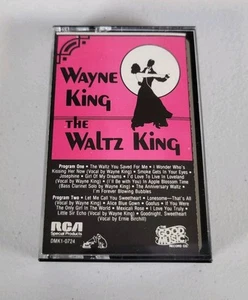 WAYNE
KING
THE
WALTZ KING
Program One • The Waltz You Saved For Me • I Wonder Who's
Kissing Her Now (Vocal by Wayne King) • Smoke Gets In Your Eyes •
Josephine • Girl Of My Dreams • I'd Love To Live In Loveland
(Vocal by Wayne King) • (I'll Be With You) In Apple Blossom Time
(Bass Clarinet Solo by Wayne King) • The Anniversary Waltz •
I'm Forever Blowing Bubbles
Program Two • Let Me Call You Sweetheart • Lonesome—That's All
(Vocal by Wayne King) • Alice Blue Gown • Goofus • If You Were
The Only Girl In The World • Mexicali Rose • I Love You Truly •
Little Sir Echo (Vocal by Wayne King) • Goodnight, Sweetheart
(Vocal by Ernie Birchill)
RCA
Special Products
DMK1-0724
THE
GOOD
MUSIC
RECORD CO.